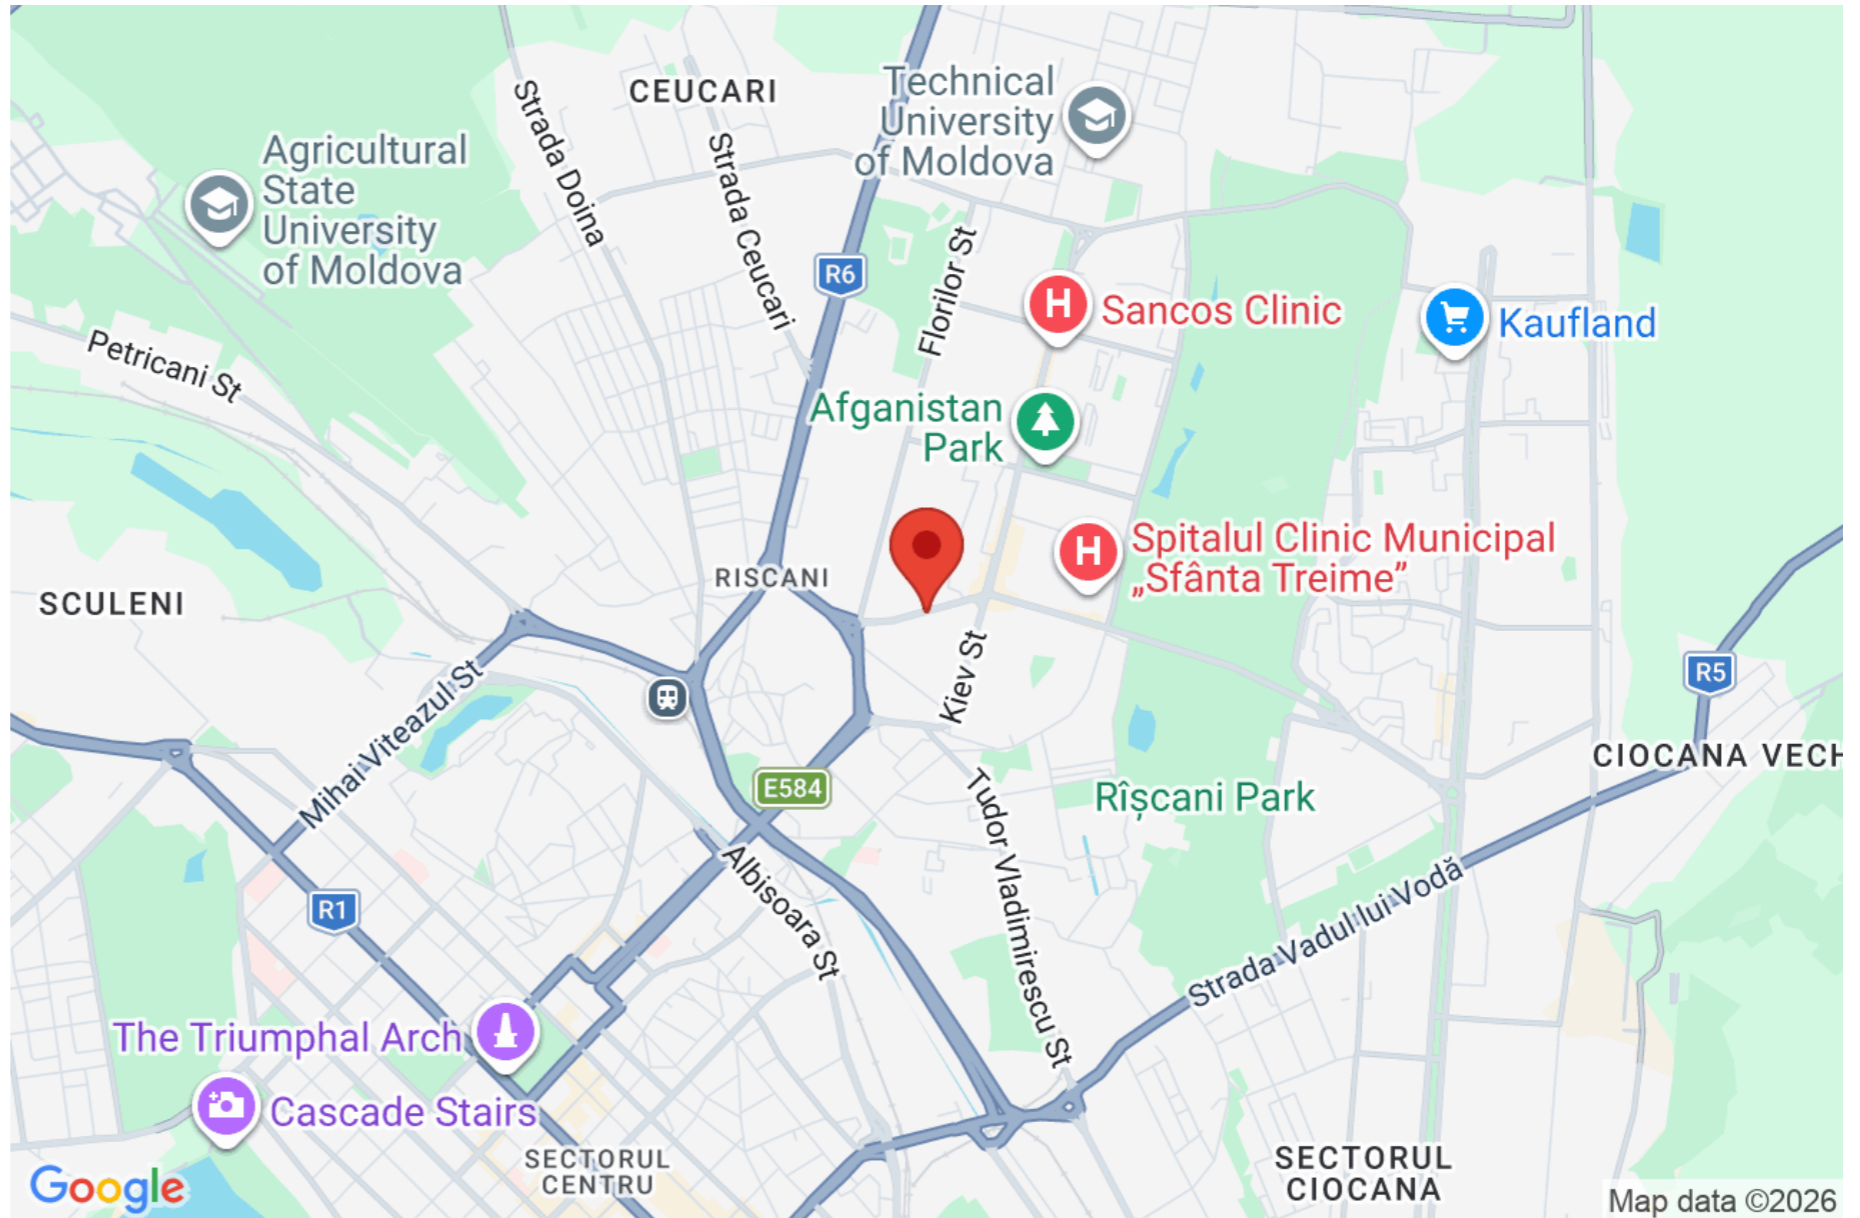 CEUCARI
Technical
University
of Moldova
Strada Doina
Strada Ceucari
Agricultural
State
University
of Moldova
R6
Florilor St
H
Sancos Clinic
Kaufland
Petricani St
Afganistan
Park
H
Spitalul Clinic Municipal
„Sfânta Treime”
RISCANI
SCULENI
Kiev St
R5
Mihai Viteazul St
CIOCANA VECH
E584
Rîșcani Park
Tudor Vladimirescu St
Albisoara St
R1
Strada Vadul lui Vodă
The Triumphal Arch
Cascade Stairs
SECTORUL
CENTRU
SECTORUL
CIOCANA
Google
Map data ©2026